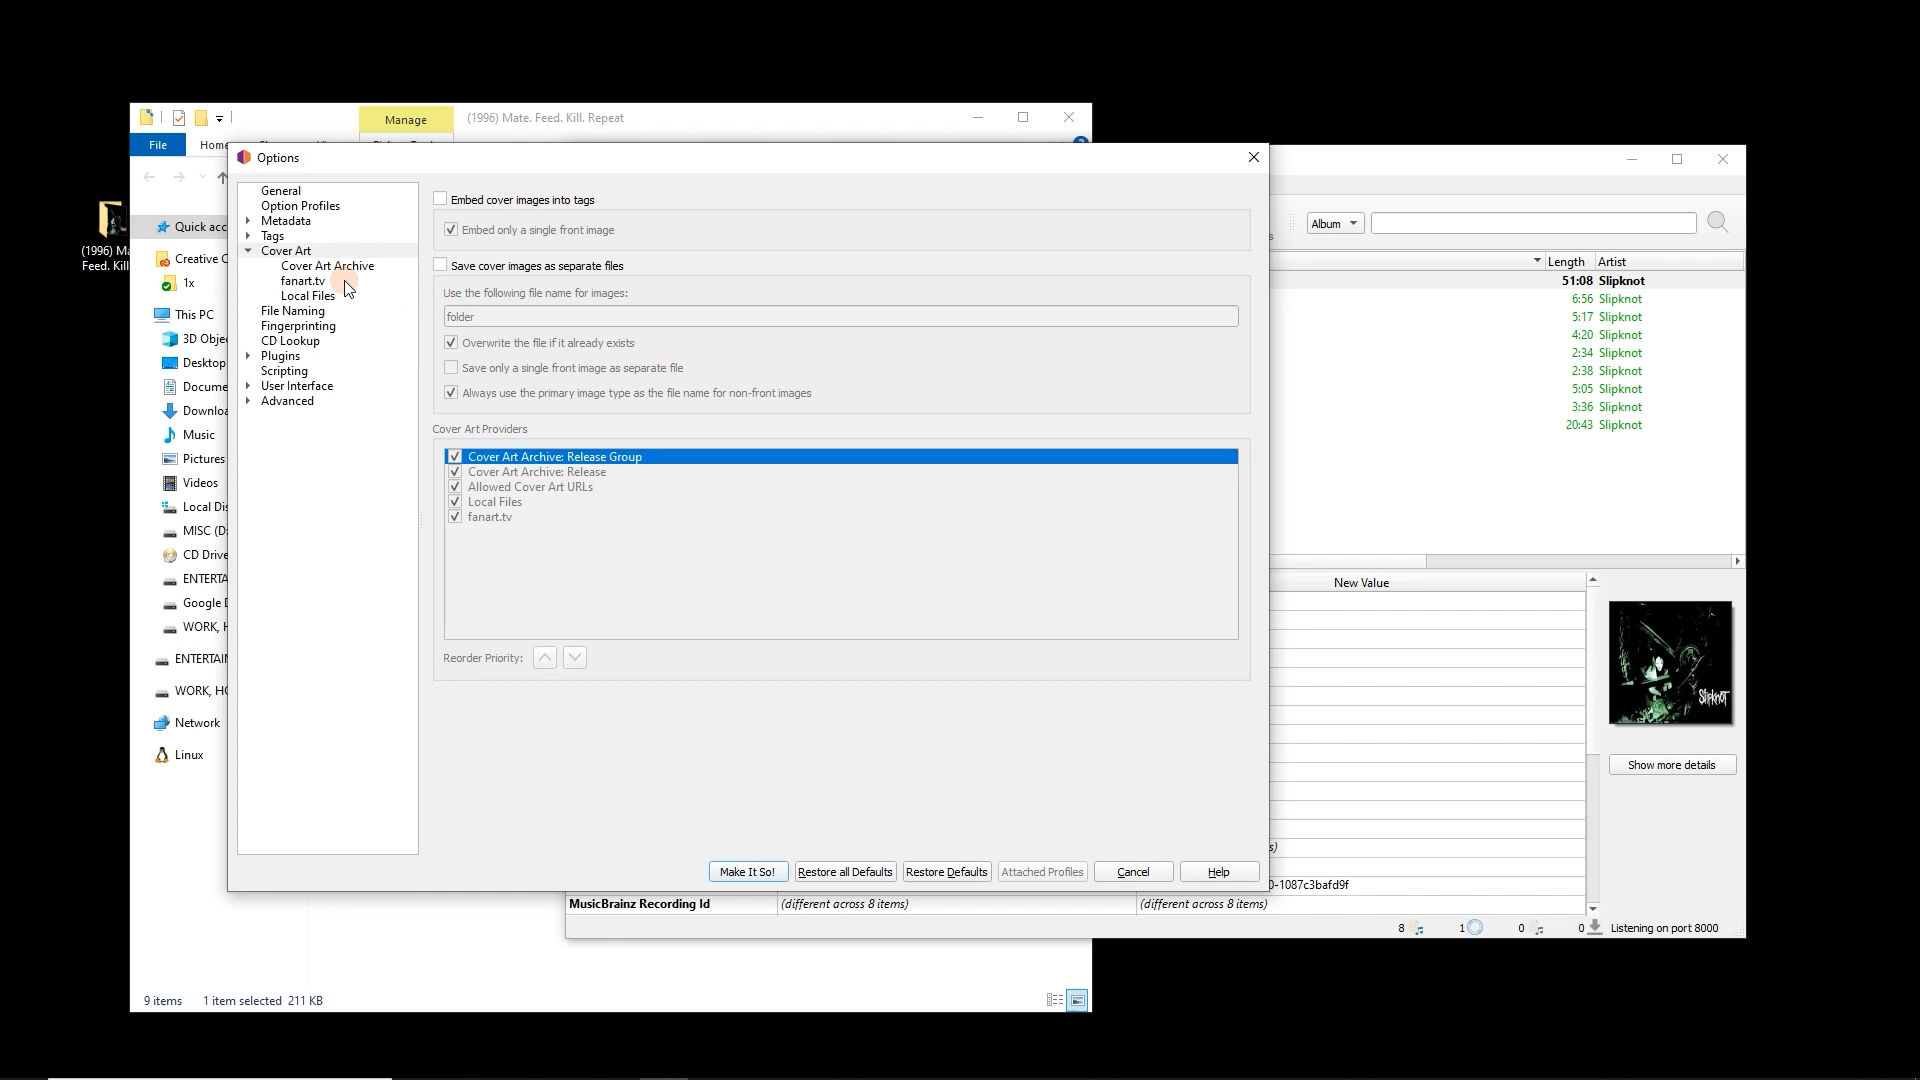 Manage
(1996) Mate. Feed. Kill. Repeat
File
Home
Options
(1996) Ma
Feed. Kill
Quick acc
Creative C
1x
This PC
3D Obje
Desktop
Docume
Downloa
Music
Pictures
Videos
Local Dis
MISC (D:
CD Drive
ENTERTA
Google D
WORK, H
ENTERTAIN
WORK, HO
Network
Linux
General
Option Profiles
Metadata
Tags
Cover Art
Cover Art Archive
fanart.tv
Local Files
File Naming
Fingerprinting
CD Lookup
Plugins
Scripting
User Interface
Advanced
Embed cover images into tags
Embed only a single front image
Save cover images as separate files
Use the following file name for images:
folder
Overwrite the file if it already exists
Save only a single front image as separate file
Always use the primary image type as the file name for non-front images
Cover Art Providers
Cover Art Archive: Release Group
Cover Art Archive: Release
Allowed Cover Art URLs
Local Files
fanart.tv
Reorder Priority:
Make It So!
Restore all Defaults
Restore Defaults
Attached Profiles
Cancel
Help
Album
Length Artist
51:08 Slipknot
6:56 Slipknot
5:17 Slipknot
4:20 Slipknot
2:34 Slipknot
2:38 Slipknot
5:05 Slipknot
3:36 Slipknot
20:43 Slipknot
New Value
Slipknot
Show more details
s)
0-1087c3bafd9f
MusicBrainz Recording Id (different across 8 items) (different across 8 items)
8 1 0 0 Listening on port 8000
9 items 1 item selected 211 KB